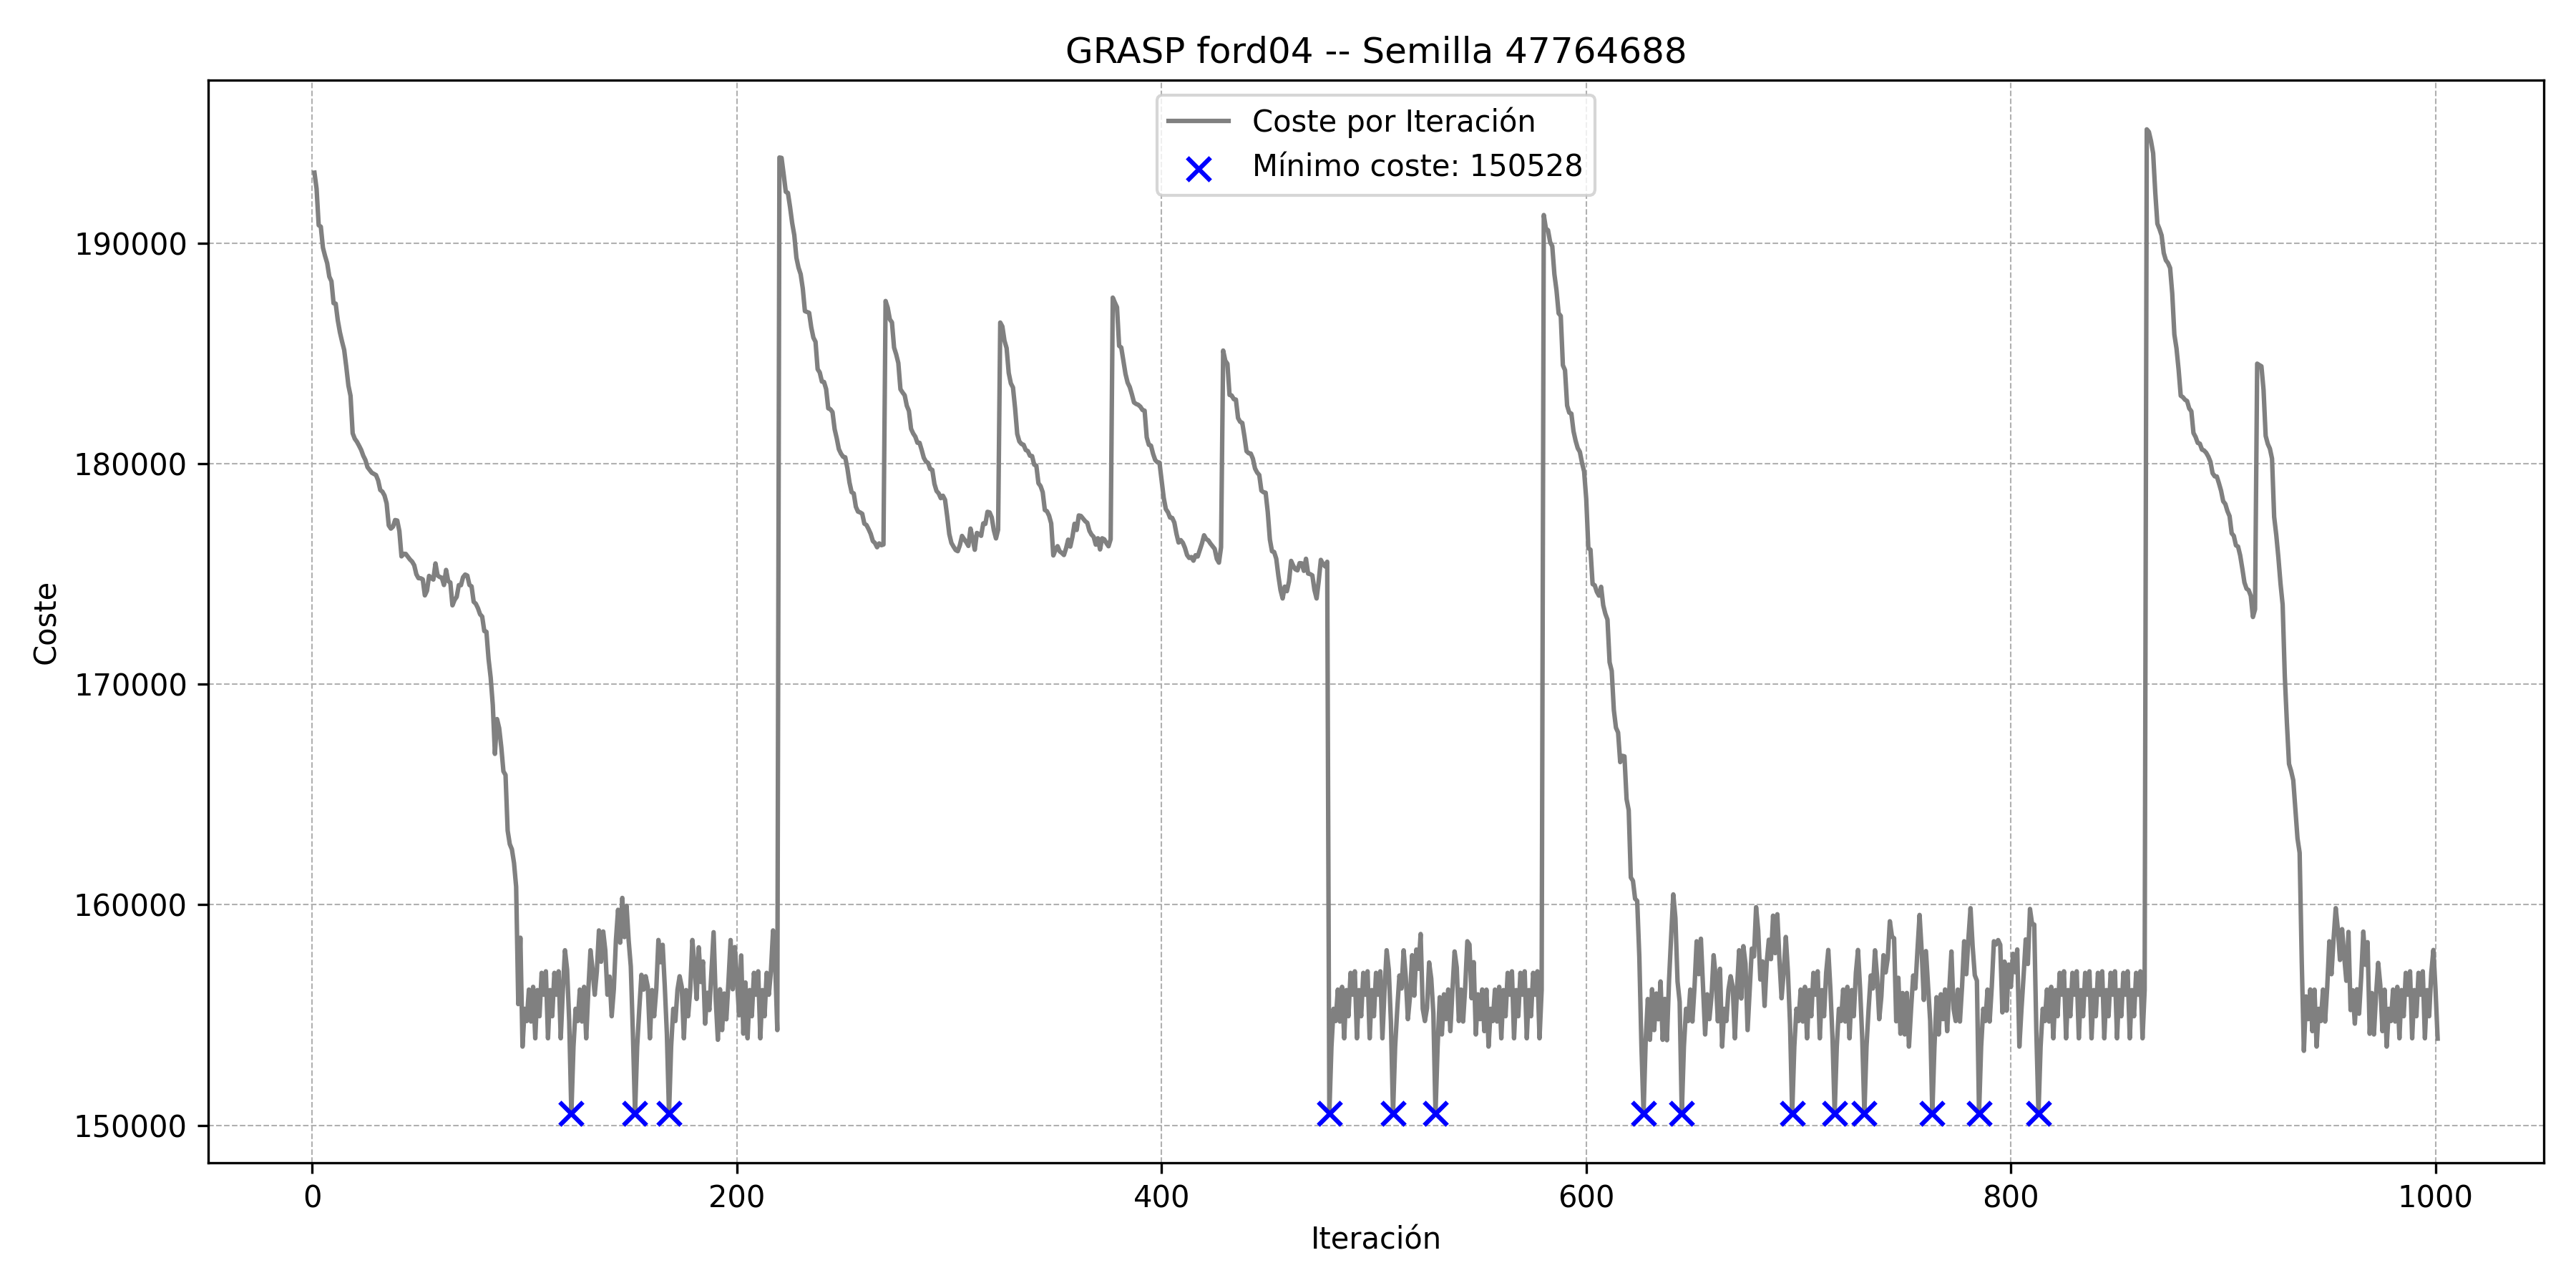 GRASP ford04 -- Semilla 47764688
Coste por Iteración
Mínimo coste: 150528
190000
180000
170000
160000
150000
Coste
0 200 400 600 800 1000
Iteración